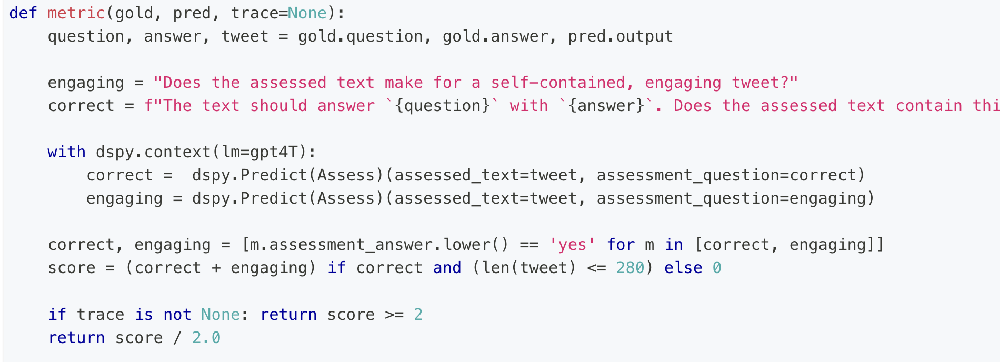 def metric(gold, pred, trace=None):
    question, answer, tweet = gold.question, gold.answer, pred.output

    engaging = "Does the assessed text make for a self-contained, engaging tweet?"
    correct = f"The text should answer `{question}` with `{answer}`. Does the assessed text contain thi

    with dspy.context(lm=gpt4T):
        correct =  dspy.Predict(Assess)(assessed_text=tweet, assessment_question=correct)
        engaging = dspy.Predict(Assess)(assessed_text=tweet, assessment_question=engaging)

    correct, engaging = [m.assessment_answer.lower() == 'yes' for m in [correct, engaging]]
    score = (correct + engaging) if correct and (len(tweet) <= 280) else 0

    if trace is not None: return score >= 2
    return score / 2.0